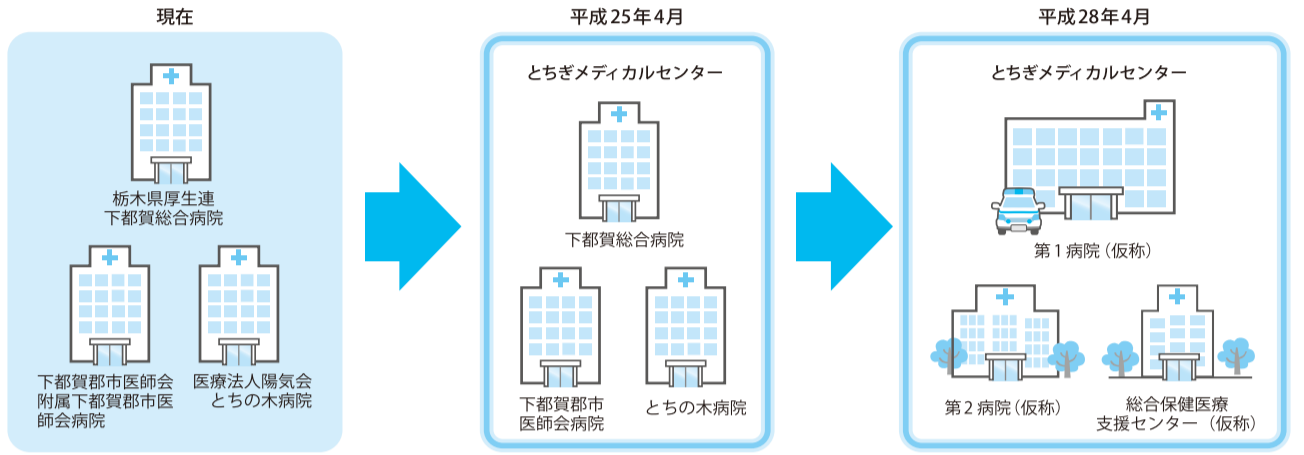 現在
栃木県厚生連
下都賀総合病院
下都賀郡市医師会
附属下都賀郡市医
師会病院
医療法人陽気会
とちの木病院
平成25年4月
とちぎメディカルセンター
下都賀総合病院
下都賀郡市
医師会病院
とちの木病院
平成28年4月
とちぎメディカルセンター
第1病院（仮称）
第2病院（仮称）
総合保健医療
支援センター（仮称）